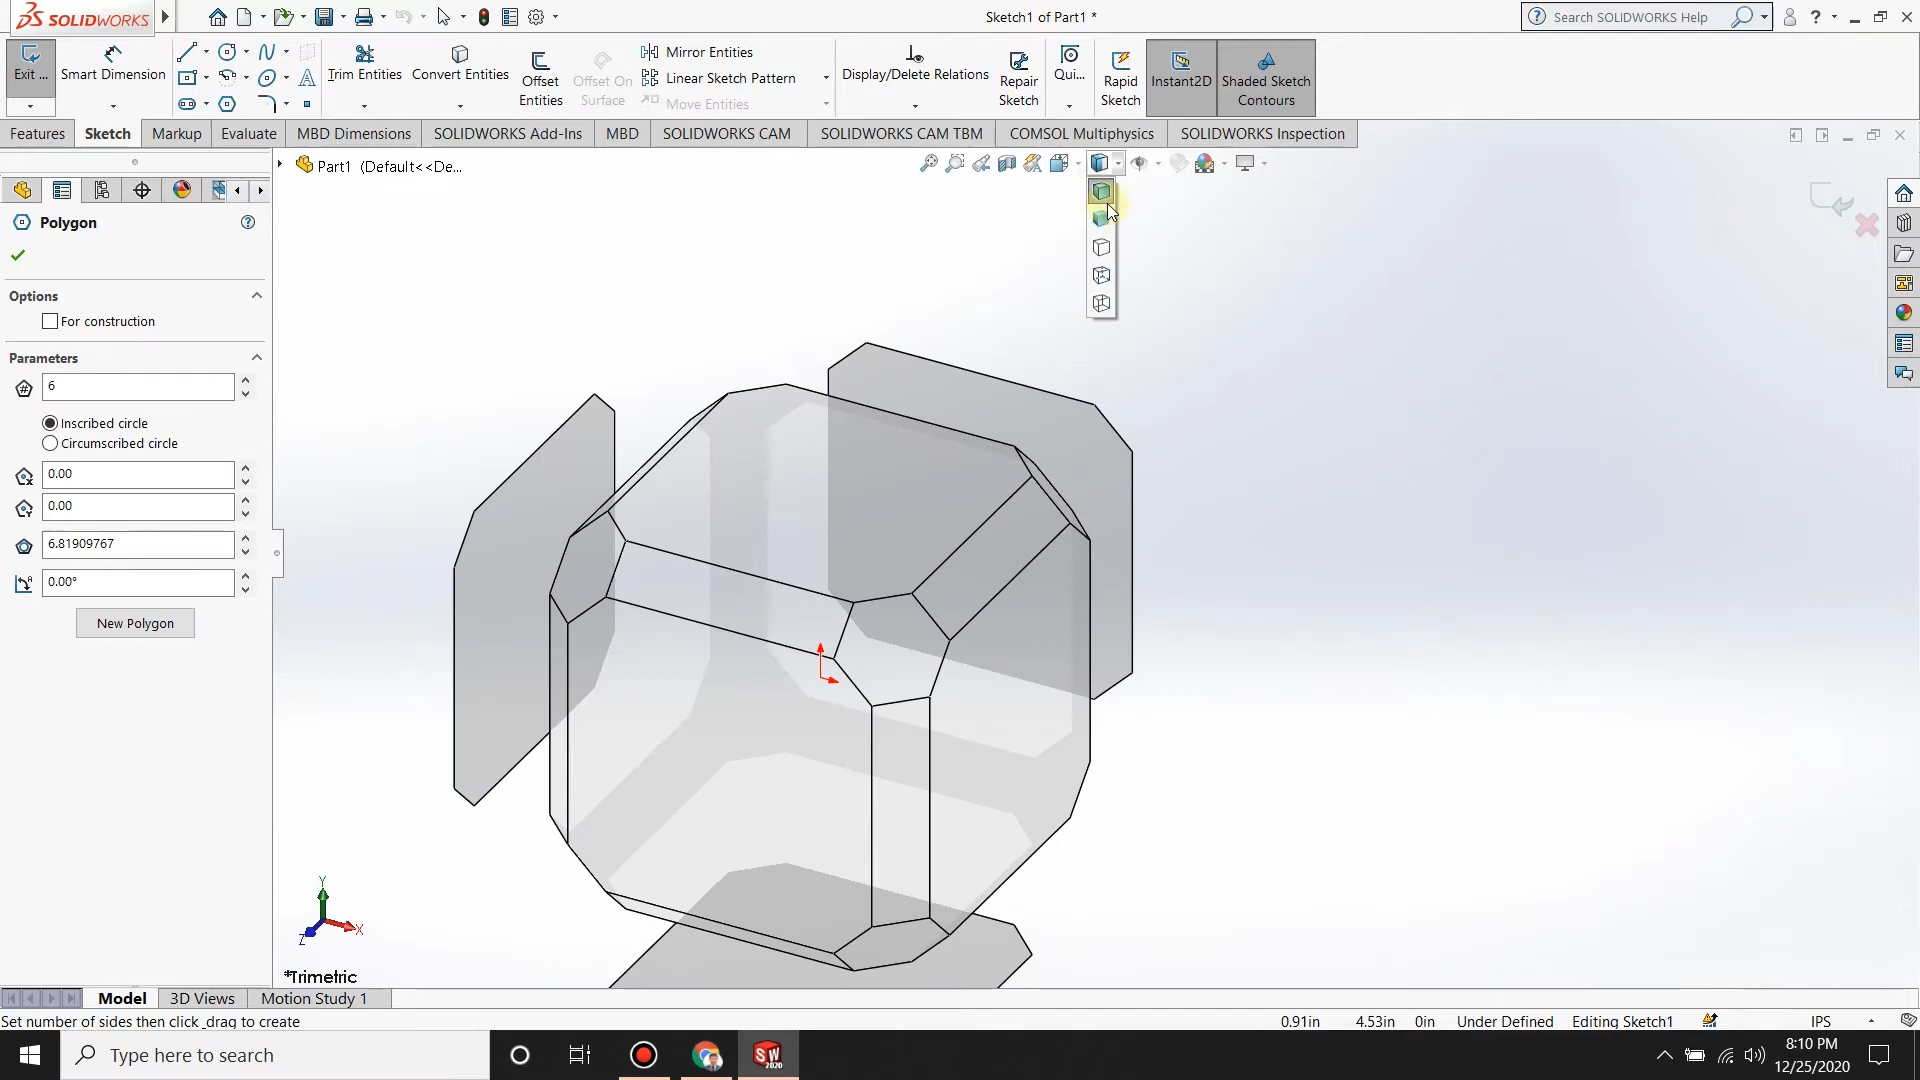 SOLIDWORKS
Sketch1 of Part1 *
Search SOLIDWORKS Help
Exit ...
Smart Dimension
Trim Entities
Convert Entities
Offset Entities
Offset On Surface
Mirror Entities
Linear Sketch Pattern
Move Entities
Display/Delete Relations
Repair Sketch
Qui...
Rapid Sketch
Instant2D
Shaded Sketch Contours
Features
Sketch
Markup
Evaluate
MBD Dimensions
SOLIDWORKS Add-Ins
MBD
SOLIDWORKS CAM
SOLIDWORKS CAM TBM
COMSOL Multiphysics
SOLIDWORKS Inspection
Part1 (Default<<De...
Polygon
Options
For construction
Parameters
6
Inscribed circle
Circumscribed circle
0.00
0.00
6.81909767
0.00°
New Polygon
Y
X
Z
*Trimetric
Model
3D Views
Motion Study 1
Set number of sides then click _drag to create
0.91in
4.53in
0in
Under Defined
Editing Sketch1
IPS
Type here to search
SW
2020
8:10 PM
12/25/2020